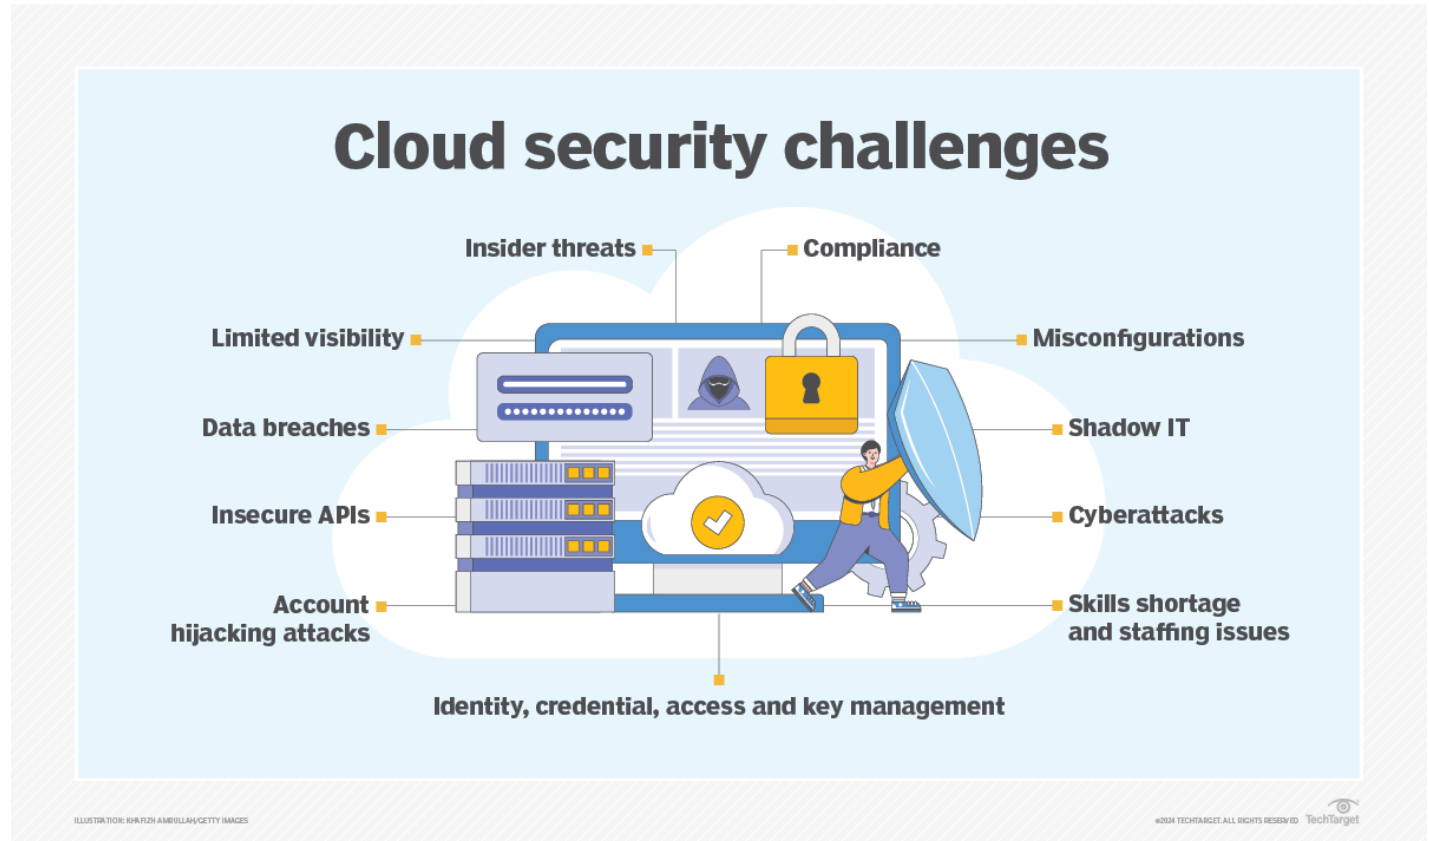 Cloud security challenges
Insider threats
Compliance
Limited visibility
Misconfigurations
Data breaches
Shadow IT
Insecure APIs
Cyberattacks
Account
hijacking attacks
Skills shortage
and staffing issues
Identity, credential, access and key management
ILLUSTRATION: KHAFIZH AMRULLAH/GETTY IMAGES
©2024 TECHTARGET. ALL RIGHTS RESERVED
TechTarget